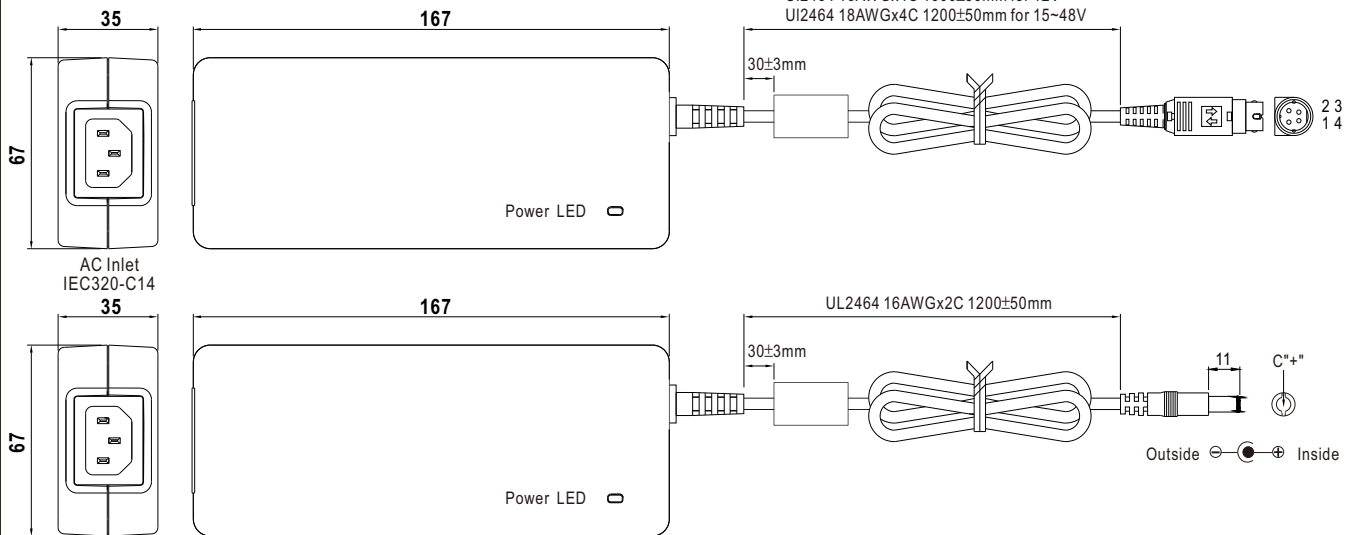 35
167
UI2464 18AWGx4C 1200±50mm for 15~48V
30±3mm
67
2 3
1 4
Power LED
AC Inlet
IEC320-C14
35
167
UL2464 16AWGx2C 1200±50mm
30±3mm
11
C"+"
67
Outside
Inside
Power LED